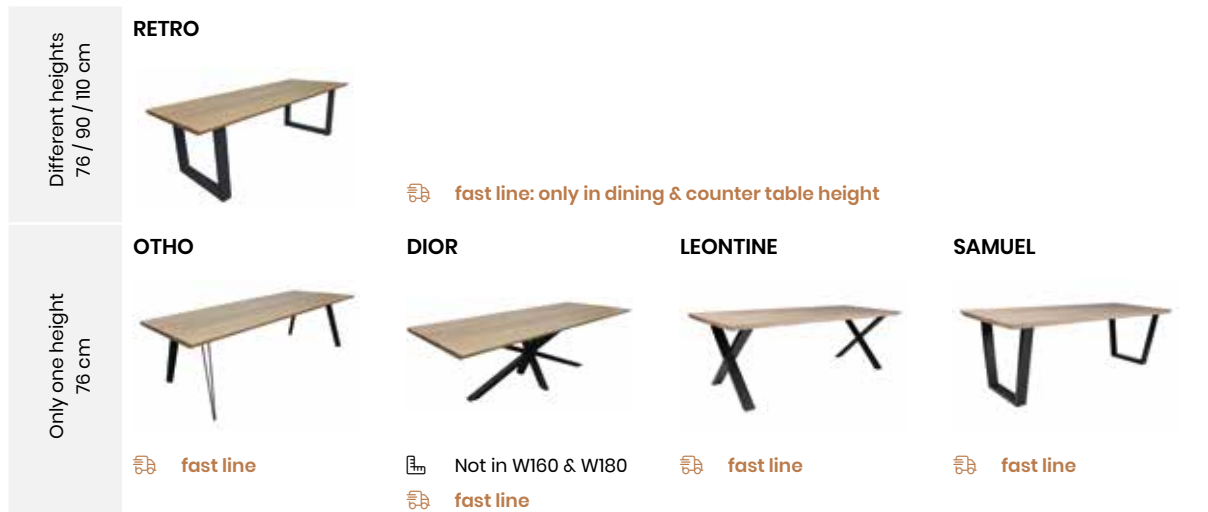 Different heights
76 / 90 / 110 cm
RETRO
fast line: only in dining & counter table height
Only one height
76 cm
OTHO
DIOR
LEONTINE
SAMUEL
fast line
Not in W160 & W180
fast line
fast line
fast line